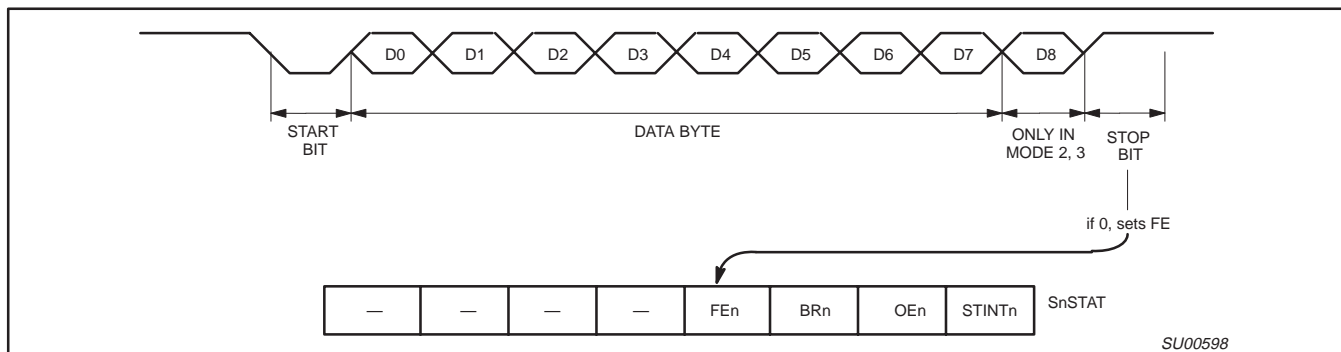 D0 D1 D2 D3 D4 D5 D6 D7 D8
START
BIT
DATA BYTE
ONLY IN
MODE 2, 3
STOP
BIT
if 0, sets FE
— — — — FEn BRn OEn STINTn SnSTAT
SU00598